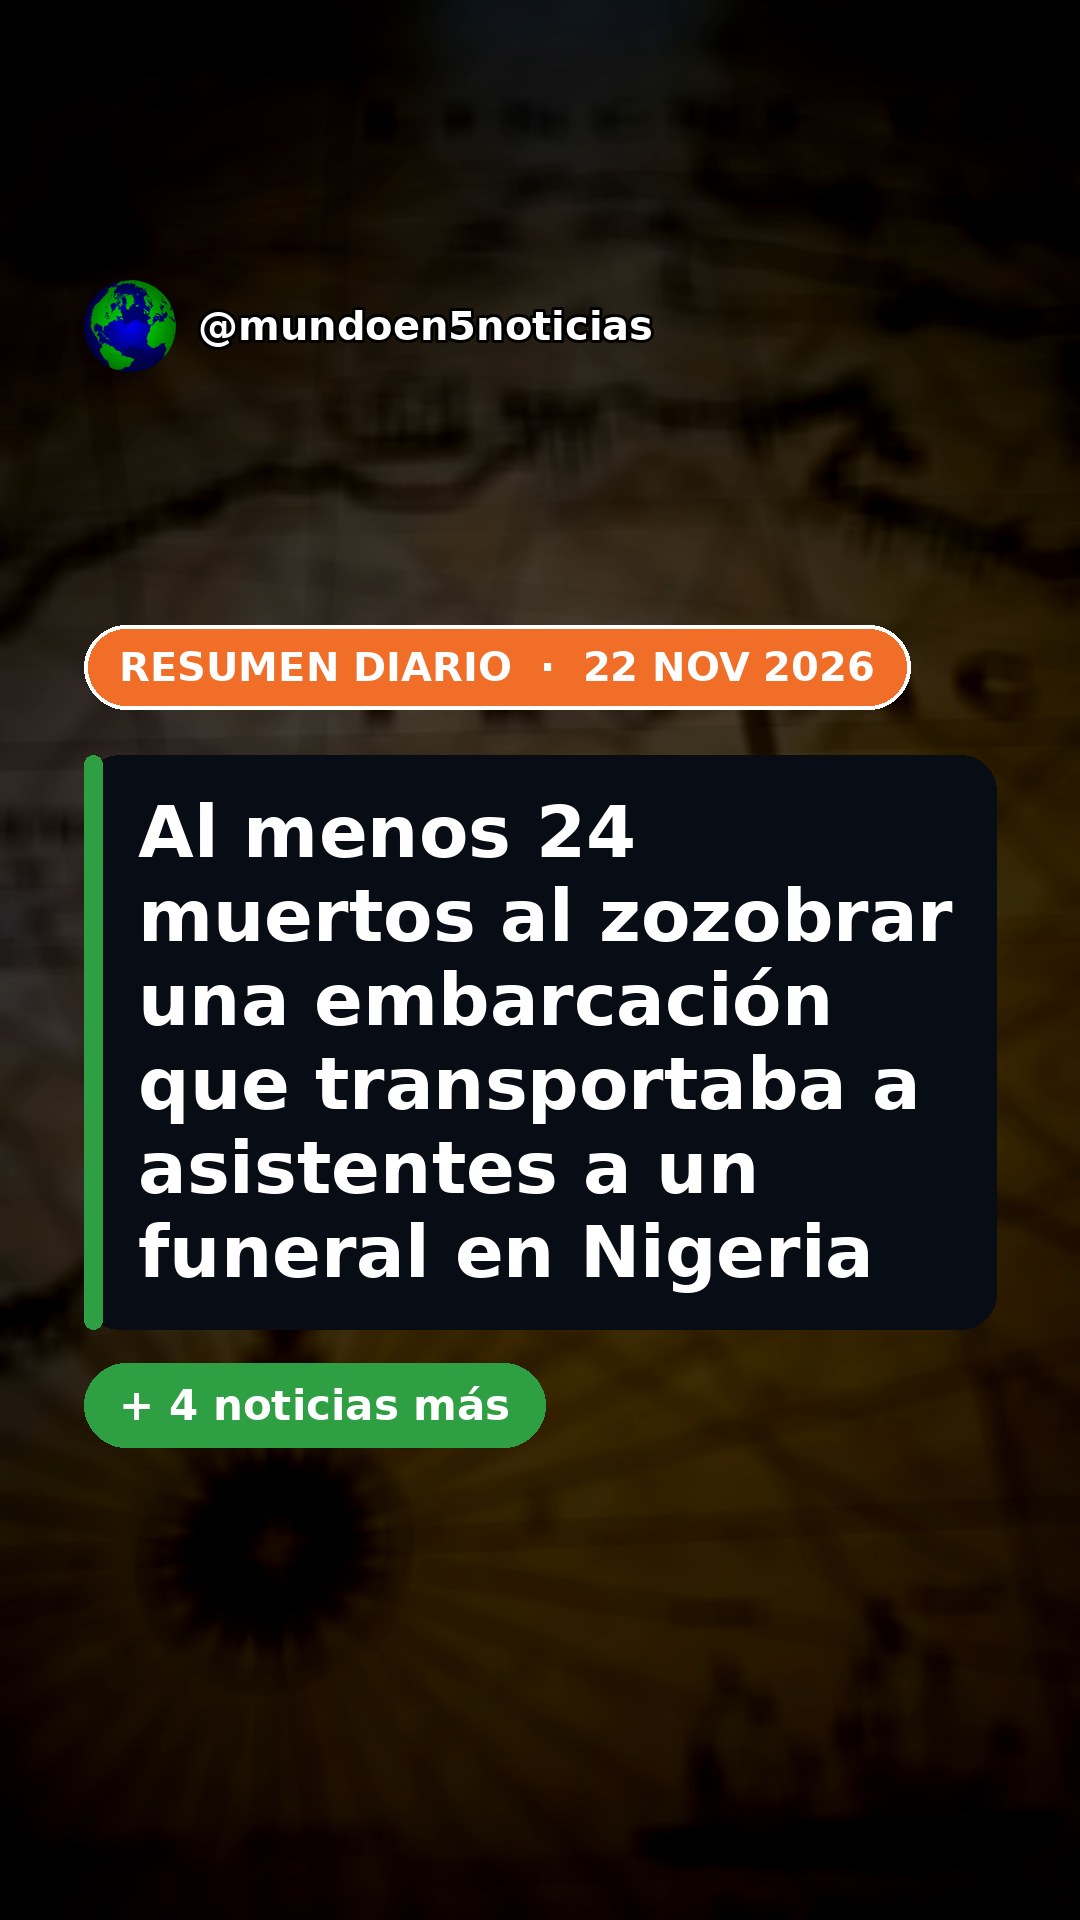 @mundoen5noticias
RESUMEN DIARIO · 22 NOV 2026
Al menos 24
muertos al zozobrar
una embarcación
que transportaba a
asistentes a un
funeral en Nigeria
+ 4 noticias más